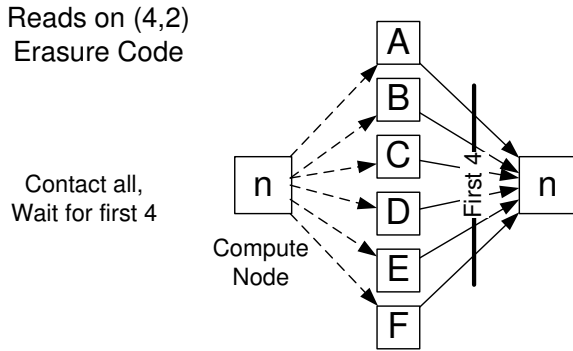 Reads on (4,2)
Erasure Code
A
B
C
D
E
F
n
n
First 4
Contact all,
Wait for first 4
Compute
Node